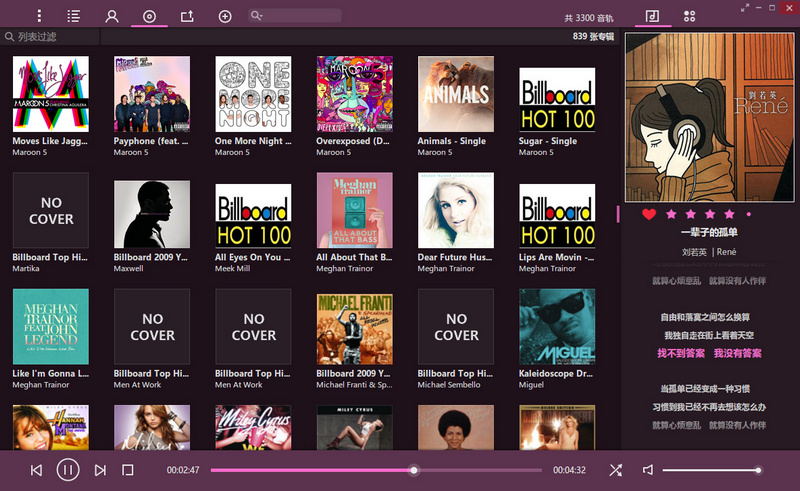 共 3300 音轨
列表过滤
839 张专辑
MAROON5
CHRISTINA AGUILERA
ONE
MORE
NIGHT
MAROON 5
ANIMALS
Billboard
HOT 100
Moves Like Jagg...
Maroon 5
Payphone (feat. ...
Maroon 5
One More Night ...
Maroon 5
Overexposed (D...
Maroon 5
Animals - Single
Maroon 5
Sugar - Single
Maroon 5
NO
COVER
Billboard
HOT 100
Meghan
TRAINOR
ALL ABOUT
THAT BASS
Billboard
HOT 100
Billboard Top Hi...
Martika
Billboard 2009 Y...
Maxwell
All Eyes On You ...
Meek Mill
All About That B...
Meghan Trainor
Dear Future Hus...
Meghan Trainor
Lips Are Movin - ...
Meghan Trainor
MEGHAN
TRAINOR
FEAT. JOHN
LEGEND
NO
COVER
NO
COVER
MICHAEL FRANTI
NO
COVER
MIGUEL
Like I'm Gonna L...
Meghan Trainor
Billboard Top Hi...
Men At Work
Billboard Top Hi...
Men At Work
Billboard 2009 Y...
Michael Franti & Sp...
Billboard Top Hi...
Michael Sembello
Kaleidoscope Dr...
Miguel
HANNAH
MONTANA
Miley Cyrus
MILEY CYRUS
刘若英
René
一辈子的孤单
刘若英 | René
就算心烦意乱 就算没有人作伴
自由和落寞之间怎么换算
我独自走在街上看着天空
找不到答案 我没有答案
当孤单已经变成一种习惯
习惯到我已经不再去想该怎么办
就算心烦意乱 就算没有人作伴
00:02:47
00:04:32